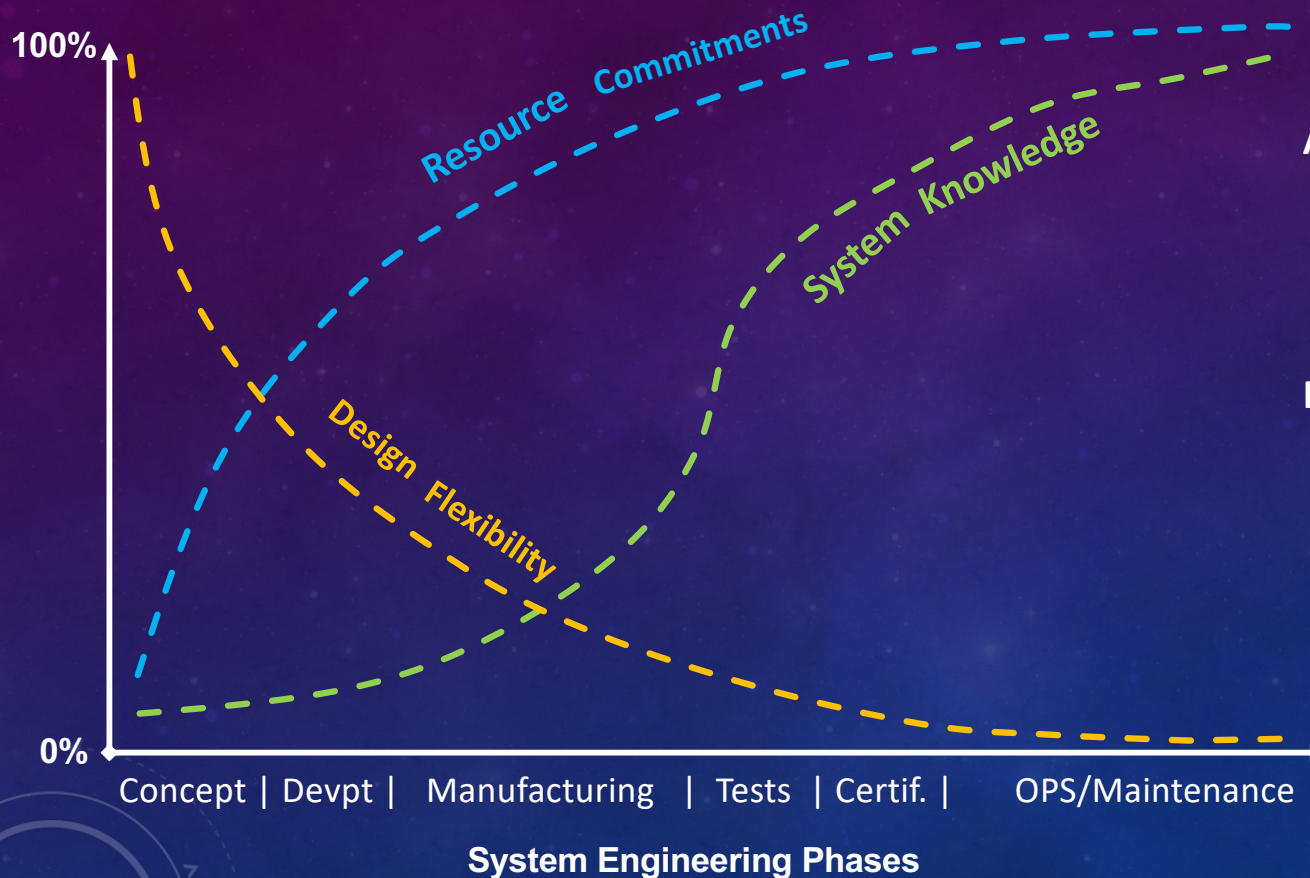 100%
Resource Commitments
System Knowledge
Design Flexibility
0%
Concept | Devpt | Manufacturing | Tests | Certif. | OPS/Maintenance
System Engineering Phases